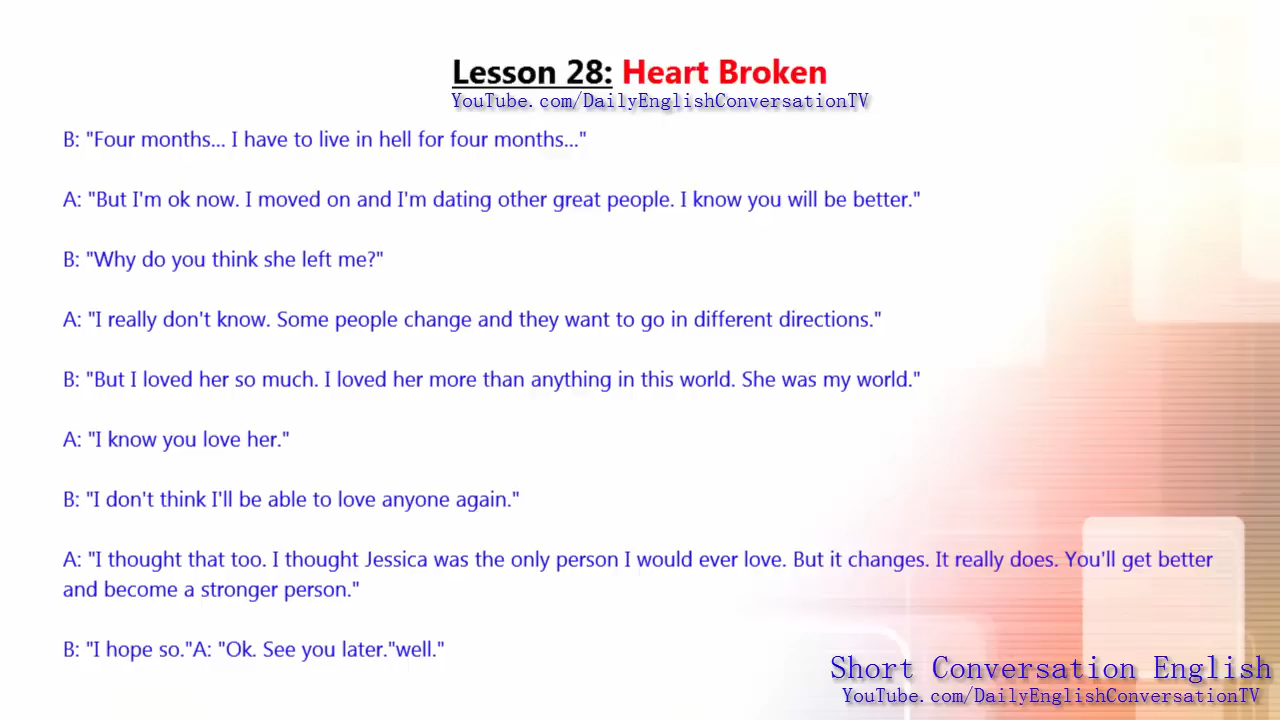 Lesson 28: Heart Broken
YouTube.com/DailyEnglishConversationTV
B: "Four months... I have to live in hell for four months..."
A: "But I'm ok now. I moved on and I'm dating other great people. I know you will be better."
B: "Why do you think she left me?"
A: "I really don't know. Some people change and they want to go in different directions."
B: "But I loved her so much. I loved her more than anything in this world. She was my world."
A: "I know you love her."
B: "I don't think I'll be able to love anyone again."
A: "I thought that too. I thought Jessica was the only person I would ever love. But it changes. It really does. You'll get better
and become a stronger person."
B: "I hope so."A: "Ok. See you later."well."
Short Conversation English
YouTube.com/DailyEnglishConversationTV